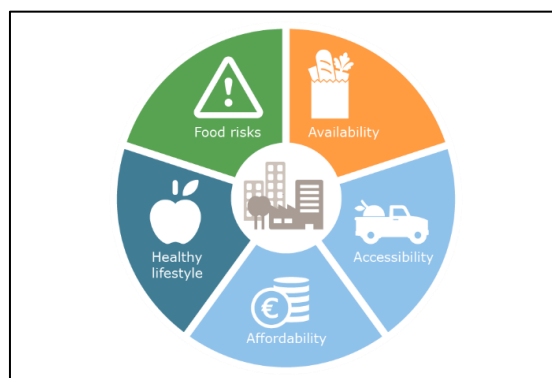 Food risks
Availability
Healthy
lifestyle
Accessibility
€
Affordability